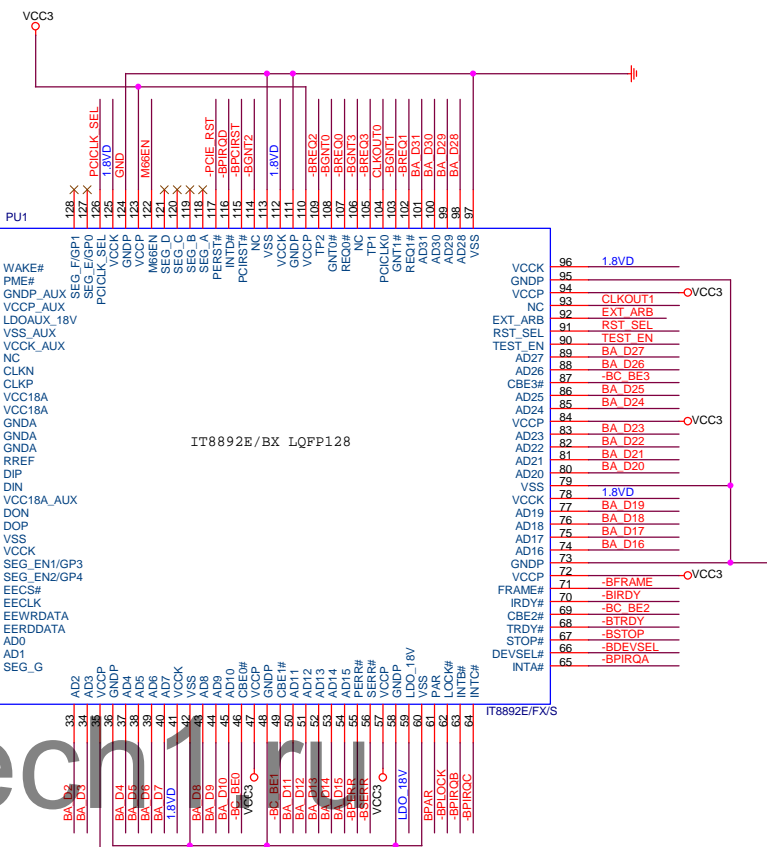 VCC3
PCICLK_SEL
1.8VD
GND
M66EN
-PCIE_RST
-BPIRQD
-BPCIRST
-BGNT2
1.8VD
-BREQ2
-BGNT0
-BREQ0
-BGNT3
-BREQ3
CLKOUT0
-BGNT1
-BREQ1
BA_D31
BA_D30
BA_D29
BA_D28
128
127
126
125
124
123
122
121
120
119
118
117
116
115
114
113
112
111
110
109
108
107
106
105
104
103
102
101
100
99
98
97
PU1
SEG_F/GP1
SEG_E/GP0
PCICLK_SEL
VCCK
GNDP
VCCP
M66EN
SEG_D
SEG_C
SEG_B
SEG_A
PERST#
INTD#
PCIRST#
NC
VSS
VCCK
GNDP
VCCP
TP2
GNT0#
REQ0#
NC
TP1
PCICLK0
GNT1#
REQ1#
AD31
AD30
AD29
AD28
VSS
WAKE#
PME#
GNDP_AUX
VCCP_AUX
LDOAUX_18V
VSS_AUX
VCCK_AUX
NC
CLKN
CLKP
VCC18A
VCC18A
GNDA
GNDA
GNDA
RREF
DIP
DIN
VCC18A_AUX
DON
DOP
VSS
VCCK
SEG_EN1/GP3
SEG_EN2/GP4
EECS#
EECLK
EEWRDATA
EERDDATA
AD0
AD1
SEG_G
IT8892E/BX LQFP128
VCCK 96 1.8VD
GNDP 95
VCCP 94 VCC3
NC 93 CLKOUT1
EXT_ARB 92 EXT_ARB
RST_SEL 91 RST_SEL
TEST_EN 90 TEST_EN
AD27 89 BA_D27
AD26 88 BA_D26
CBE3# 87 -BC_BE3
AD25 86 BA_D25
AD24 85 BA_D24
VCCP 84 VCC3
AD23 83 BA_D23
AD22 82 BA_D22
AD21 81 BA_D21
AD20 80 BA_D20
VSS 79
VCCK 78 1.8VD
AD19 77 BA_D19
AD18 76 BA_D18
AD17 75 BA_D17
AD16 74 BA_D16
GNDP 73
VCCP 72 VCC3
FRAME# 71 -BFRAME
IRDY# 70 -BIRDY
CBE2# 69 -BC_BE2
TRDY# 68 -BTRDY
STOP# 67 -BSTOP
DEVSEL# 66 -BDEVSEL
INTA# 65 -BPIRQA
AD2
AD3
VCCP
GNDP
AD4
AD5
AD6
AD7
VCCK
VSS
AD8
AD9
AD10
CBE0#
VCCP
GNDP
CBE1#
AD11
AD12
AD13
AD14
AD15
PERR#
SERR#
VCCP
GNDP
LDO_18V
VSS
PAR
LOCK#
INTB#
INTC#
IT8892E/FX/S
33
34
35
36
37
38
39
40
41
42
43
44
45
46
47
48
49
50
51
52
53
54
55
56
57
58
59
60
61
62
63
64
BA_D2
BA_D3
BA_D4
BA_D5
BA_D6
BA_D7
1.8VD
BA_D8
BA_D9
BA_D10
-BC_BE0
VCC3
-BC_BE1
BA_D11
BA_D12
BA_D13
BA_D14
BA_D15
-BPERR
-BSERR
VCC3
LDO_18V
BPAR
-BPLOCK
-BPIRQB
-BPIRQC
ech1.ru